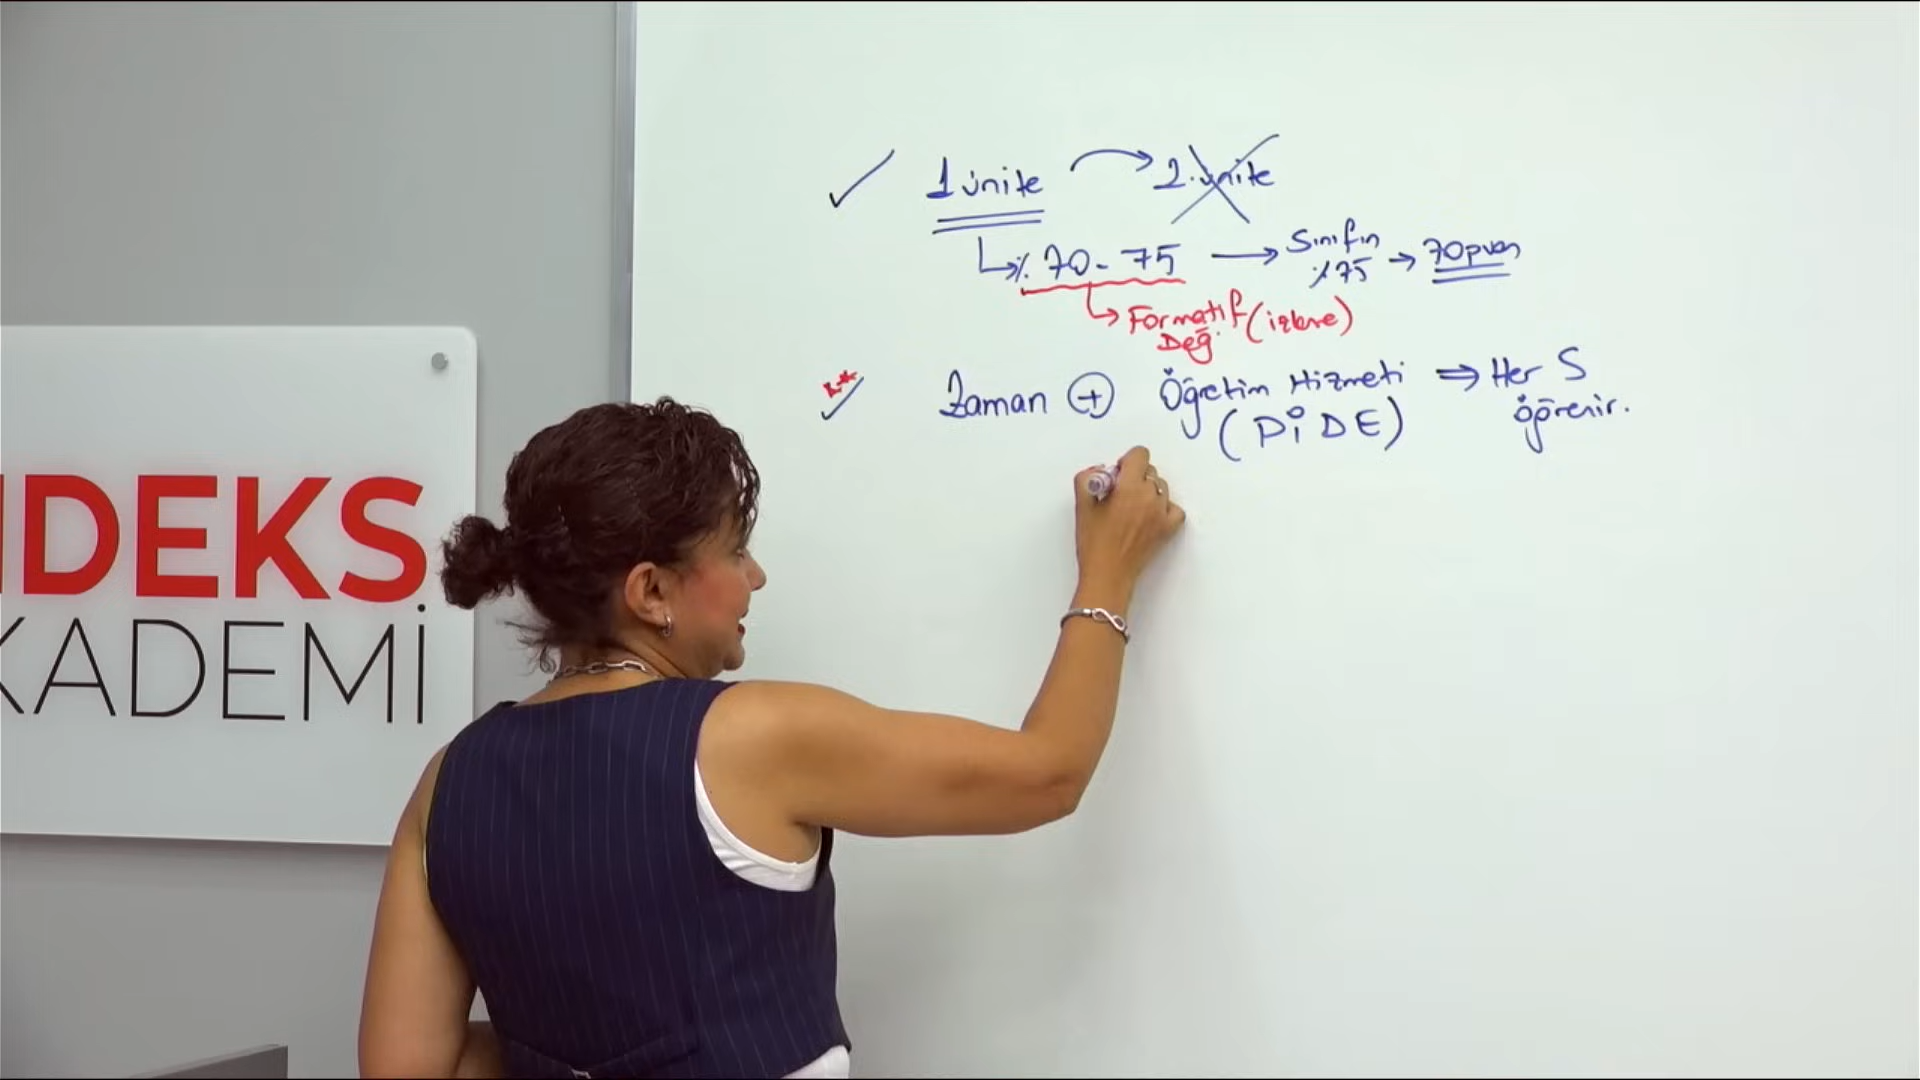 İDEKS
KADEMİ
1 ünite → 2. ünite
→ % 70 - 75 → Sınıfın %75 → 70 puan
→ Formatif (izleme)
Değ.
Zaman + Öğretim Hizmeti ⇒ Her S
(PİDE) öğrenir.